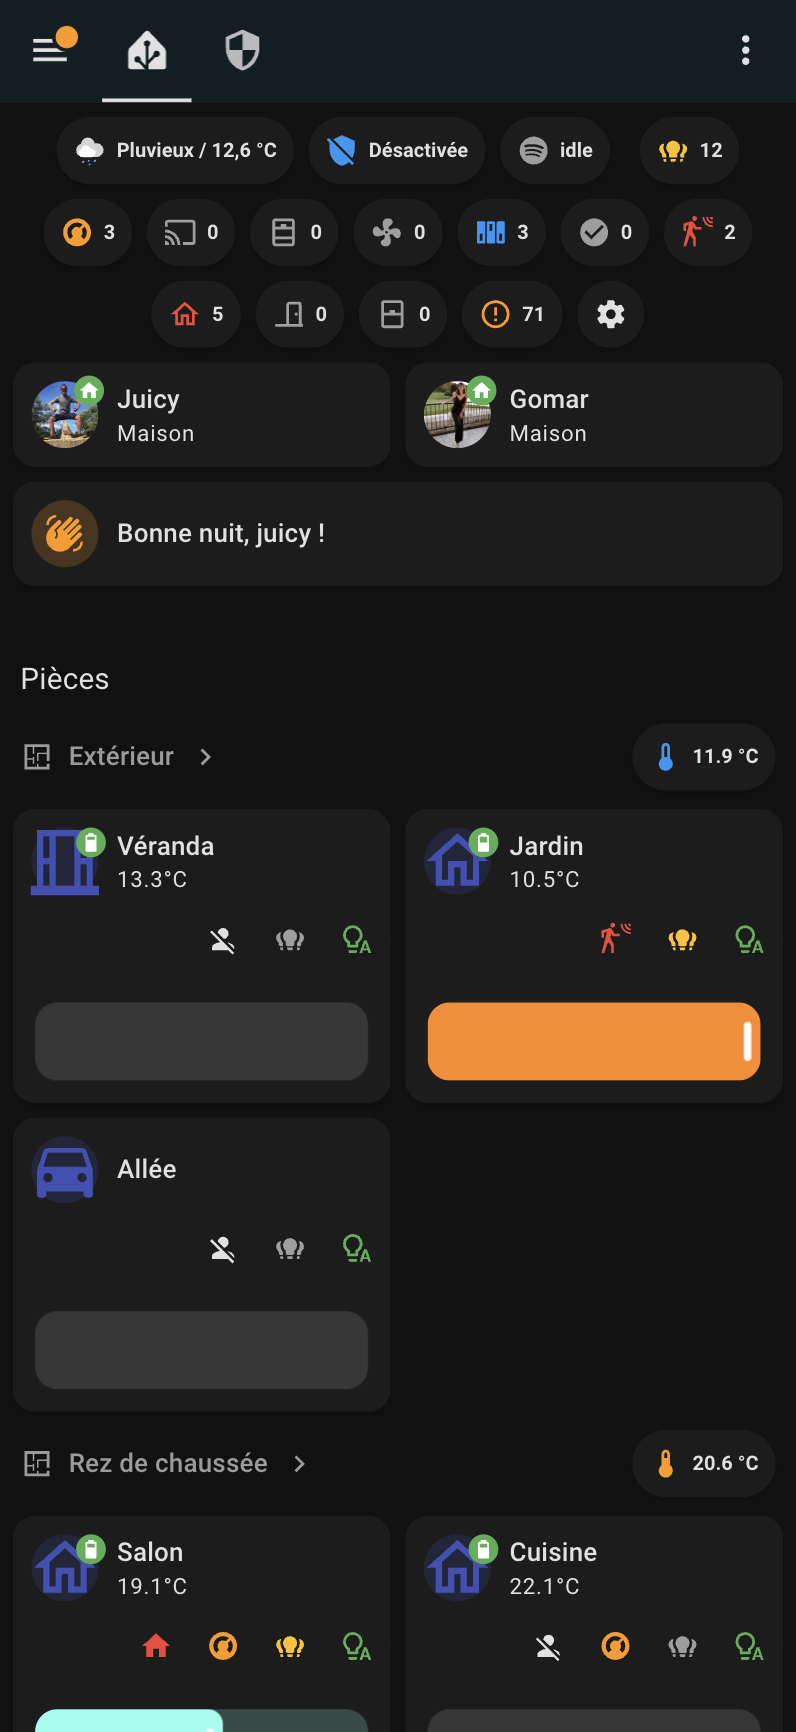 Pluvieux / 12,6 °C
Désactivée
idle
12
3
0
0
0
3
0
2
5
0
0
71
Juicy
Maison
Gomar
Maison
Bonne nuit, juicy !
Pièces
Extérieur
11.9 °C
Véranda
13.3°C
Jardin
10.5°C
A
A
Allée
A
Rez de chaussée
20.6 °C
Salon
19.1°C
Cuisine
22.1°C
A
A